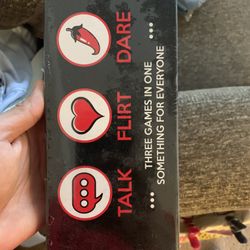 TALK FLIRT DARE
THREE GAMES IN ONE
SOMETHING FOR EVERYONE